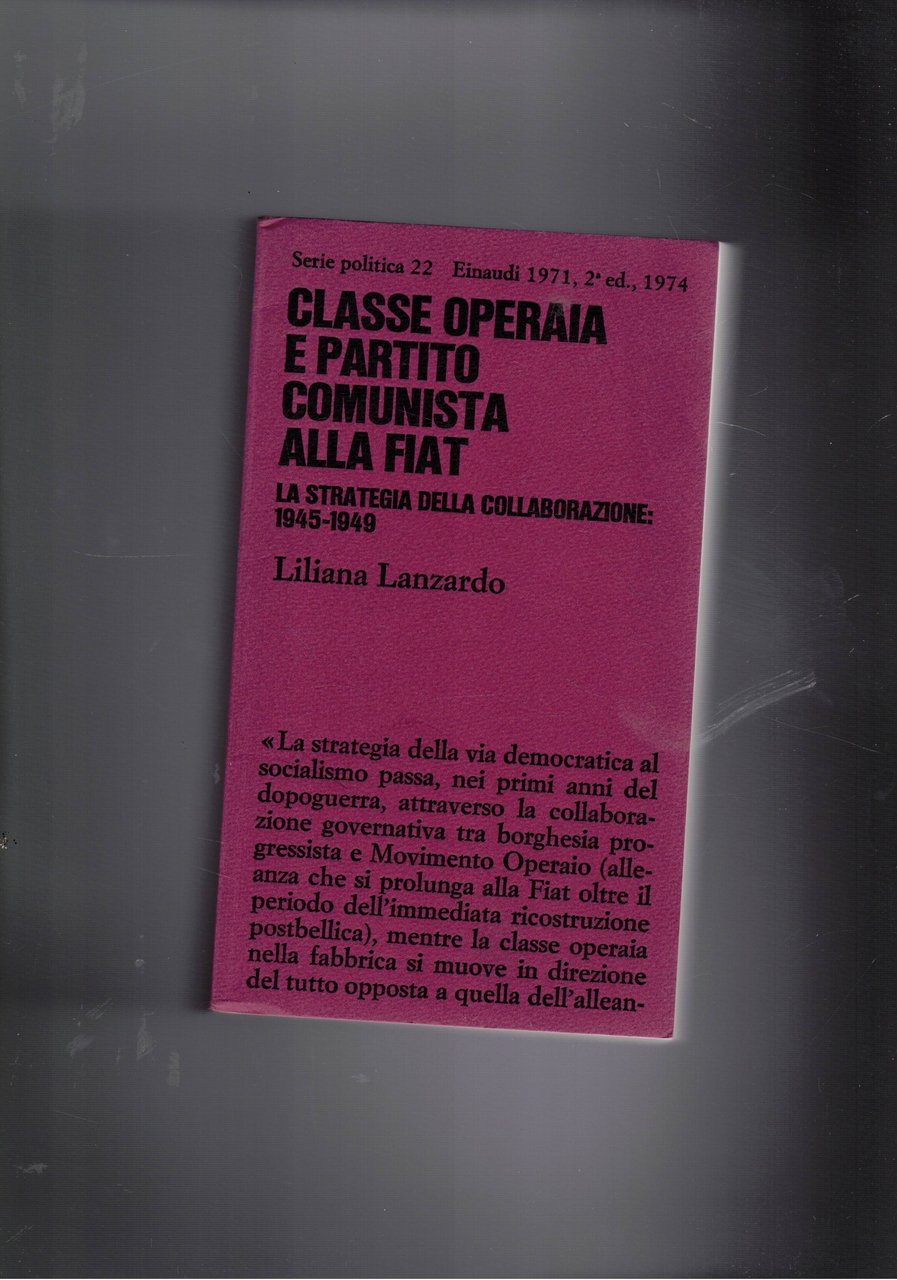 Serie politica 22 Einaudi 1971, 2ª ed., 1974
CLASSE OPERAIA
E PARTITO
COMUNISTA
ALLA FIAT
LA STRATEGIA DELLA COLLABORAZIONE:
1945-1949
Liliana Lanzardo
«La strategia della via democratica al
socialismo passa, nei primi anni del
dopoguerra, attraverso la collabora-
zione governativa tra borghesia pro-
gressista e Movimento Operaio (alle-
anza che si prolunga alla Fiat oltre il
periodo dell'immediata ricostruzione
postbellica), mentre la classe operaia
nella fabbrica si muove in direzione
del tutto opposta a quella dell'allean-